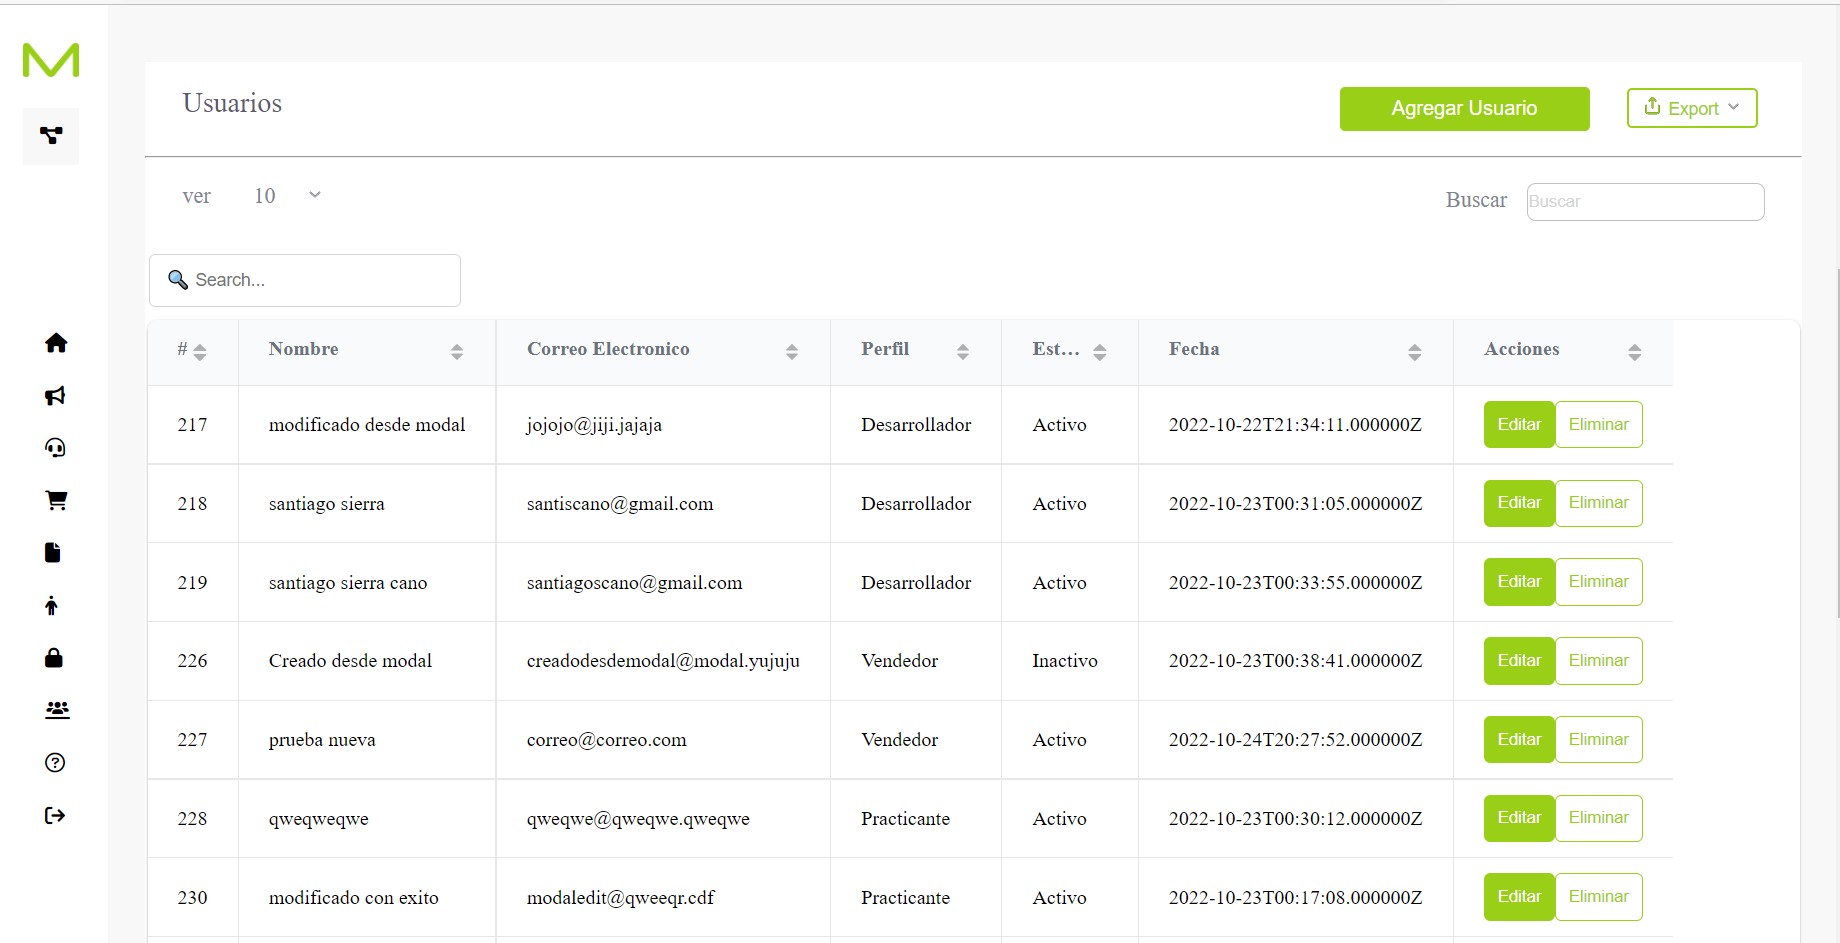 Usuarios
Agregar Usuario
Export
ver 10
Buscar Buscar
Search...
# Nombre Correo Electronico Perfil Est... Fecha Acciones
217 modificado desde modal jojojo@jiji.jajaja Desarrollador Activo 2022-10-22T21:34:11.000000Z Editar Eliminar
218 santiago sierra santiscano@gmail.com Desarrollador Activo 2022-10-23T00:31:05.000000Z Editar Eliminar
219 santiago sierra cano santiagoscano@gmail.com Desarrollador Activo 2022-10-23T00:33:55.000000Z Editar Eliminar
226 Creado desde modal creadodesdemodal@modal.yujuju Vendedor Inactivo 2022-10-23T00:38:41.000000Z Editar Eliminar
227 prueba nueva correo@correo.com Vendedor Activo 2022-10-24T20:27:52.000000Z Editar Eliminar
228 qweqweqwe qweqwe@qweqwe.qweqwe Practicante Activo 2022-10-23T00:30:12.000000Z Editar Eliminar
230 modificado con exito modaledit@qweeqr.cdf Practicante Activo 2022-10-23T00:17:08.000000Z Editar Eliminar